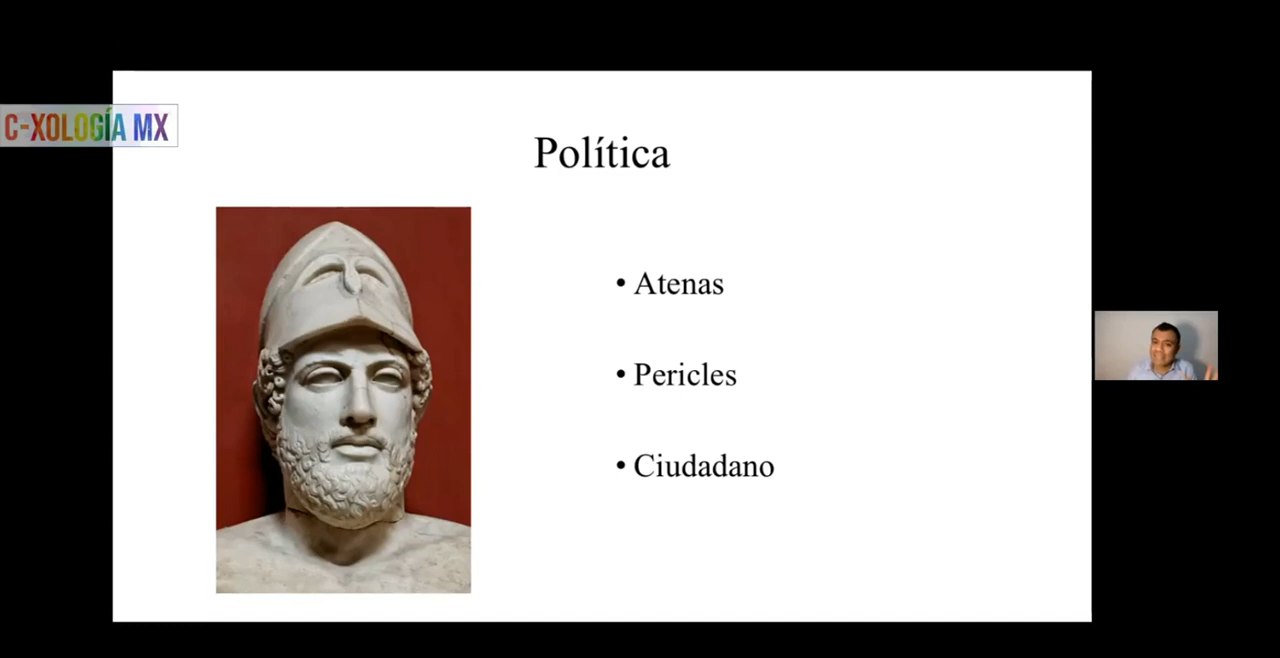 C-XOLOGÍA MX
Política
• Atenas
• Pericles
• Ciudadano